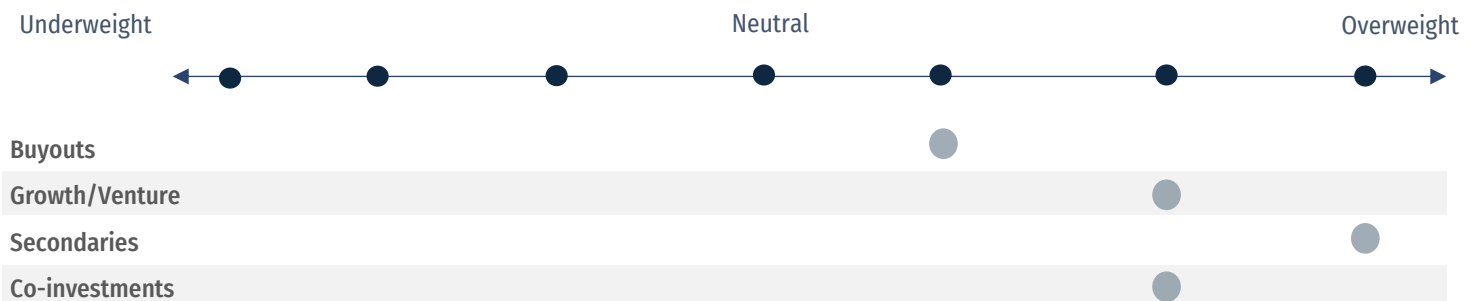 Underweight Neutral Overweight
Buyouts
Growth/Venture
Secondaries
Co-investments